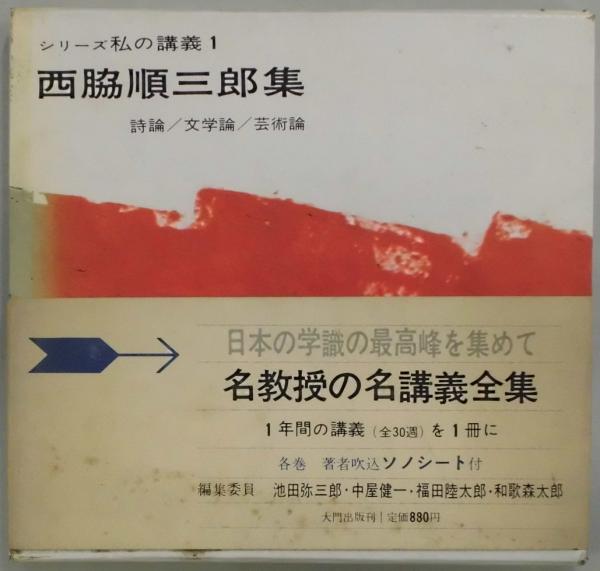 シリーズ私の講義1
西脇順三郎集
詩論/文学論/芸術論
日本の学識の最高峰を集めて
名教授の名講義全集
1年間の講義(全30週)を1冊に
各巻 著者吹込ソノシート付
編集委員 池田弥三郎・中屋健一・福田陸太郎・和歌森太郎
大門出版刊|定価880円